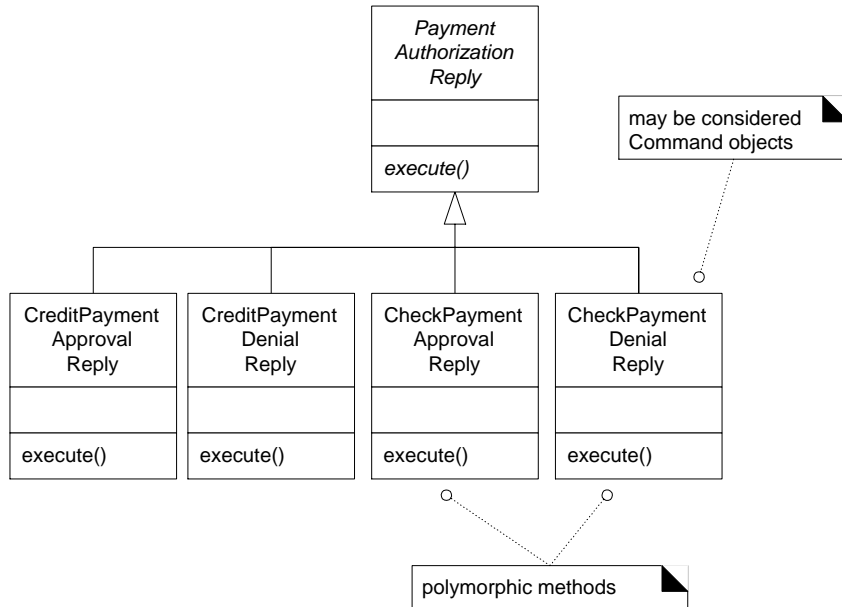 Payment
Authorization
Reply
execute()
may be considered
Command objects
CreditPayment
Approval
Reply
execute()
CreditPayment
Denial
Reply
execute()
CheckPayment
Approval
Reply
execute()
CheckPayment
Denial
Reply
execute()
polymorphic methods